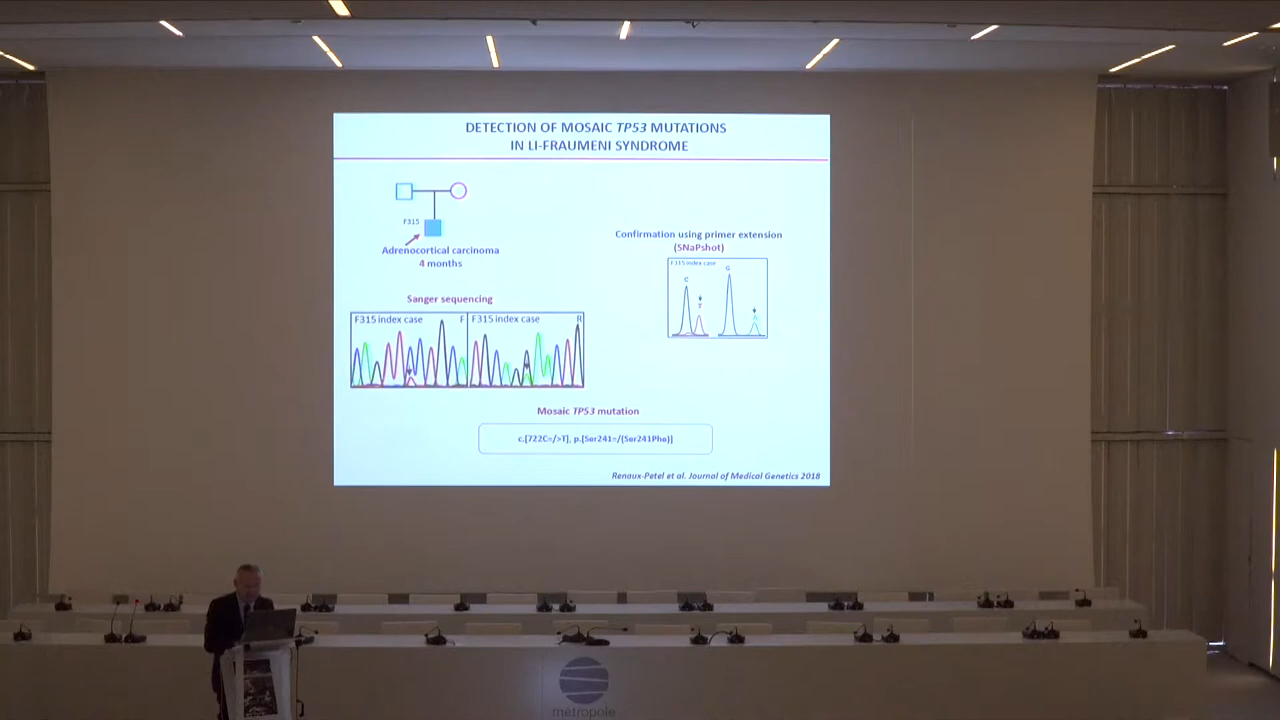 DETECTION OF MOSAIC TP53 MUTATIONS
IN LI-FRAUMENI SYNDROME
F315
Adrenocortical carcinoma
4 months
Confirmation using primer extension
(SNaPshot)
F315 index case
C
T
G
A
Sanger sequencing
F315 index case
F
F315 index case
R
Mosaic TP53 mutation
c.[722C=/>T], p.[Ser241=/(Ser241Phe)]
Renaux-Petel et al. Journal of Medical Genetics 2018
métropole